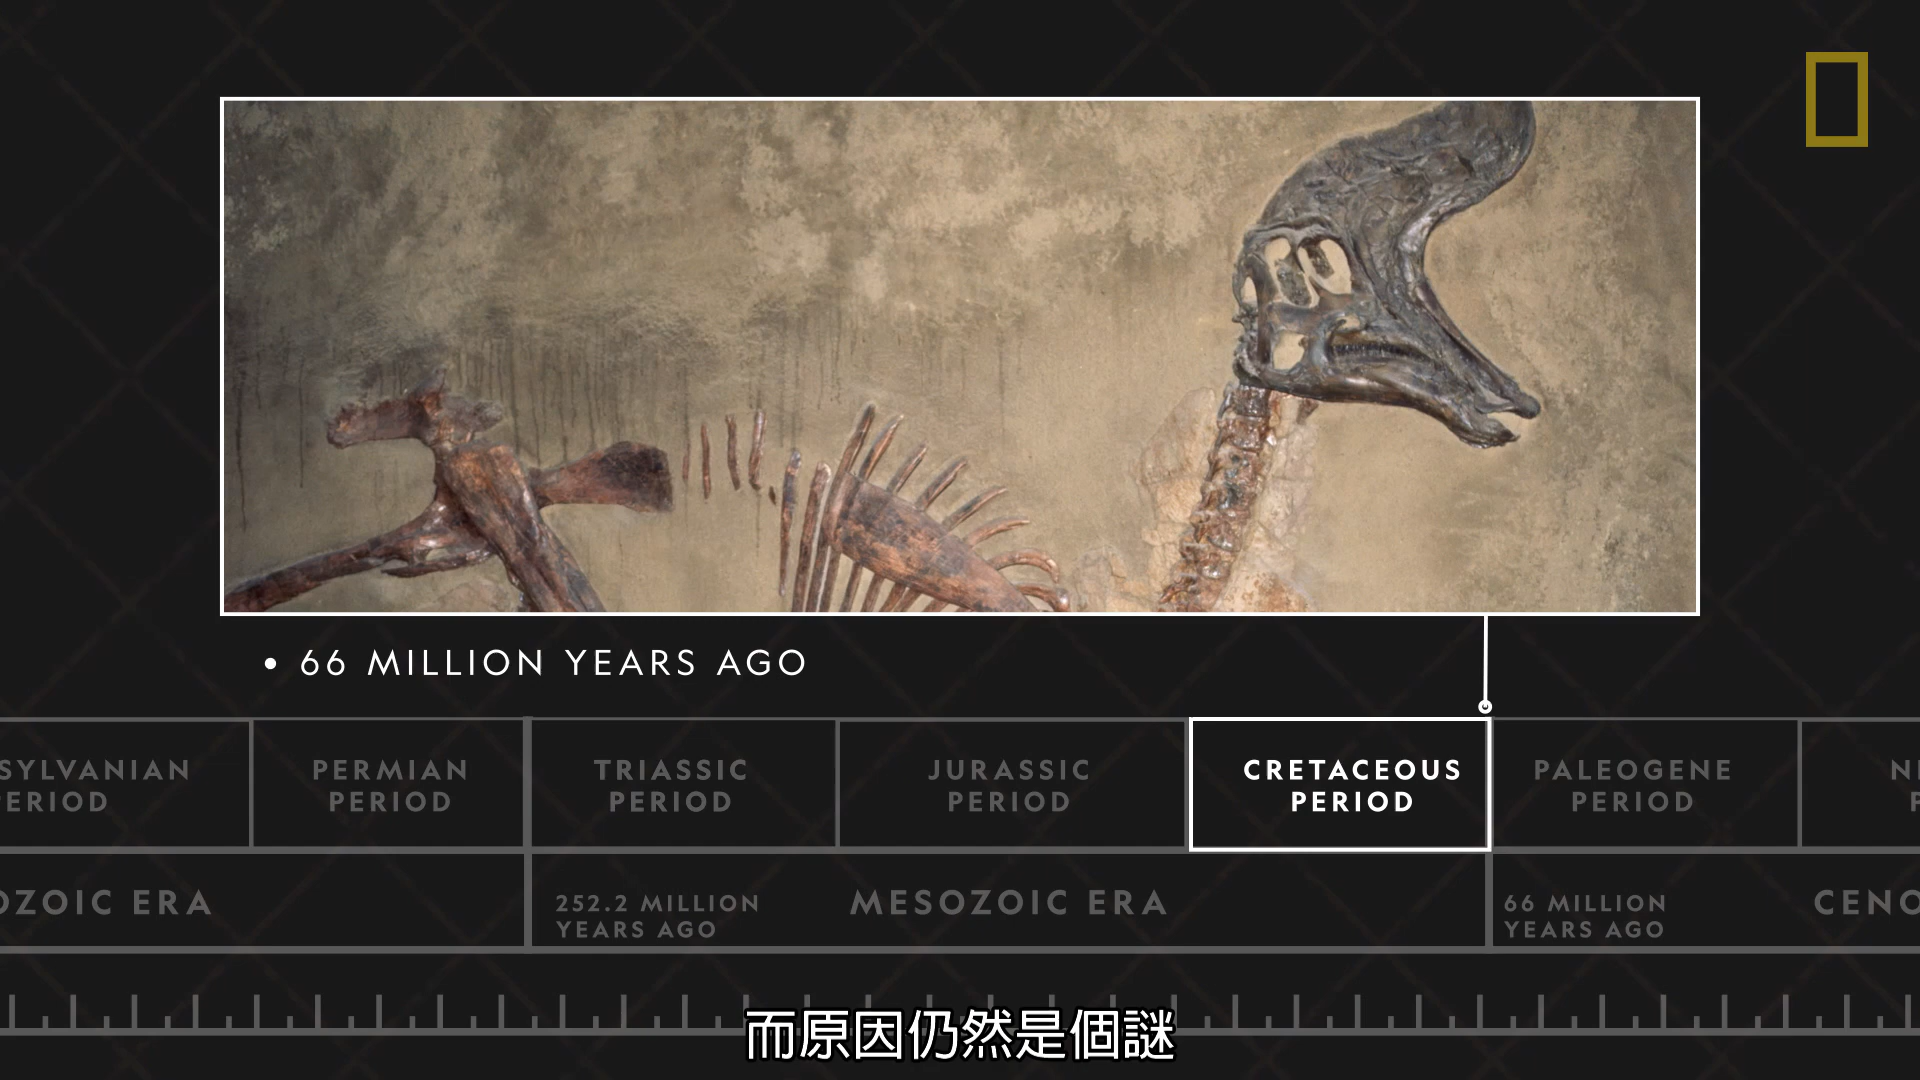 • 66 MILLION YEARS AGO
SYLVANIAN
ERIOD
PERMIAN
PERIOD
TRIASSIC
PERIOD
JURASSIC
PERIOD
CRETACEOUS
PERIOD
PALEOGENE
PERIOD
OZOIC ERA
252.2 MILLION
YEARS AGO
MESOZOIC ERA
66 MILLION
YEARS AGO
CENO
而原因仍然是個謎